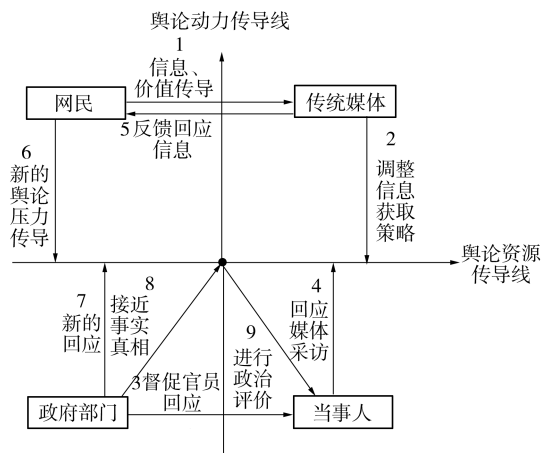 舆论动力传导线
1
信息、
价值传导
网民
传统媒体
5反馈回应
信息
6
新的
舆论
压力
传导
2
调整
信息
获取
策略
舆论资源
传导线
7
新的
回应
8
接近
事实
真相
9
进行
政治
评价
4
回应
媒体
采访
3督促官员
回应
政府部门
当事人